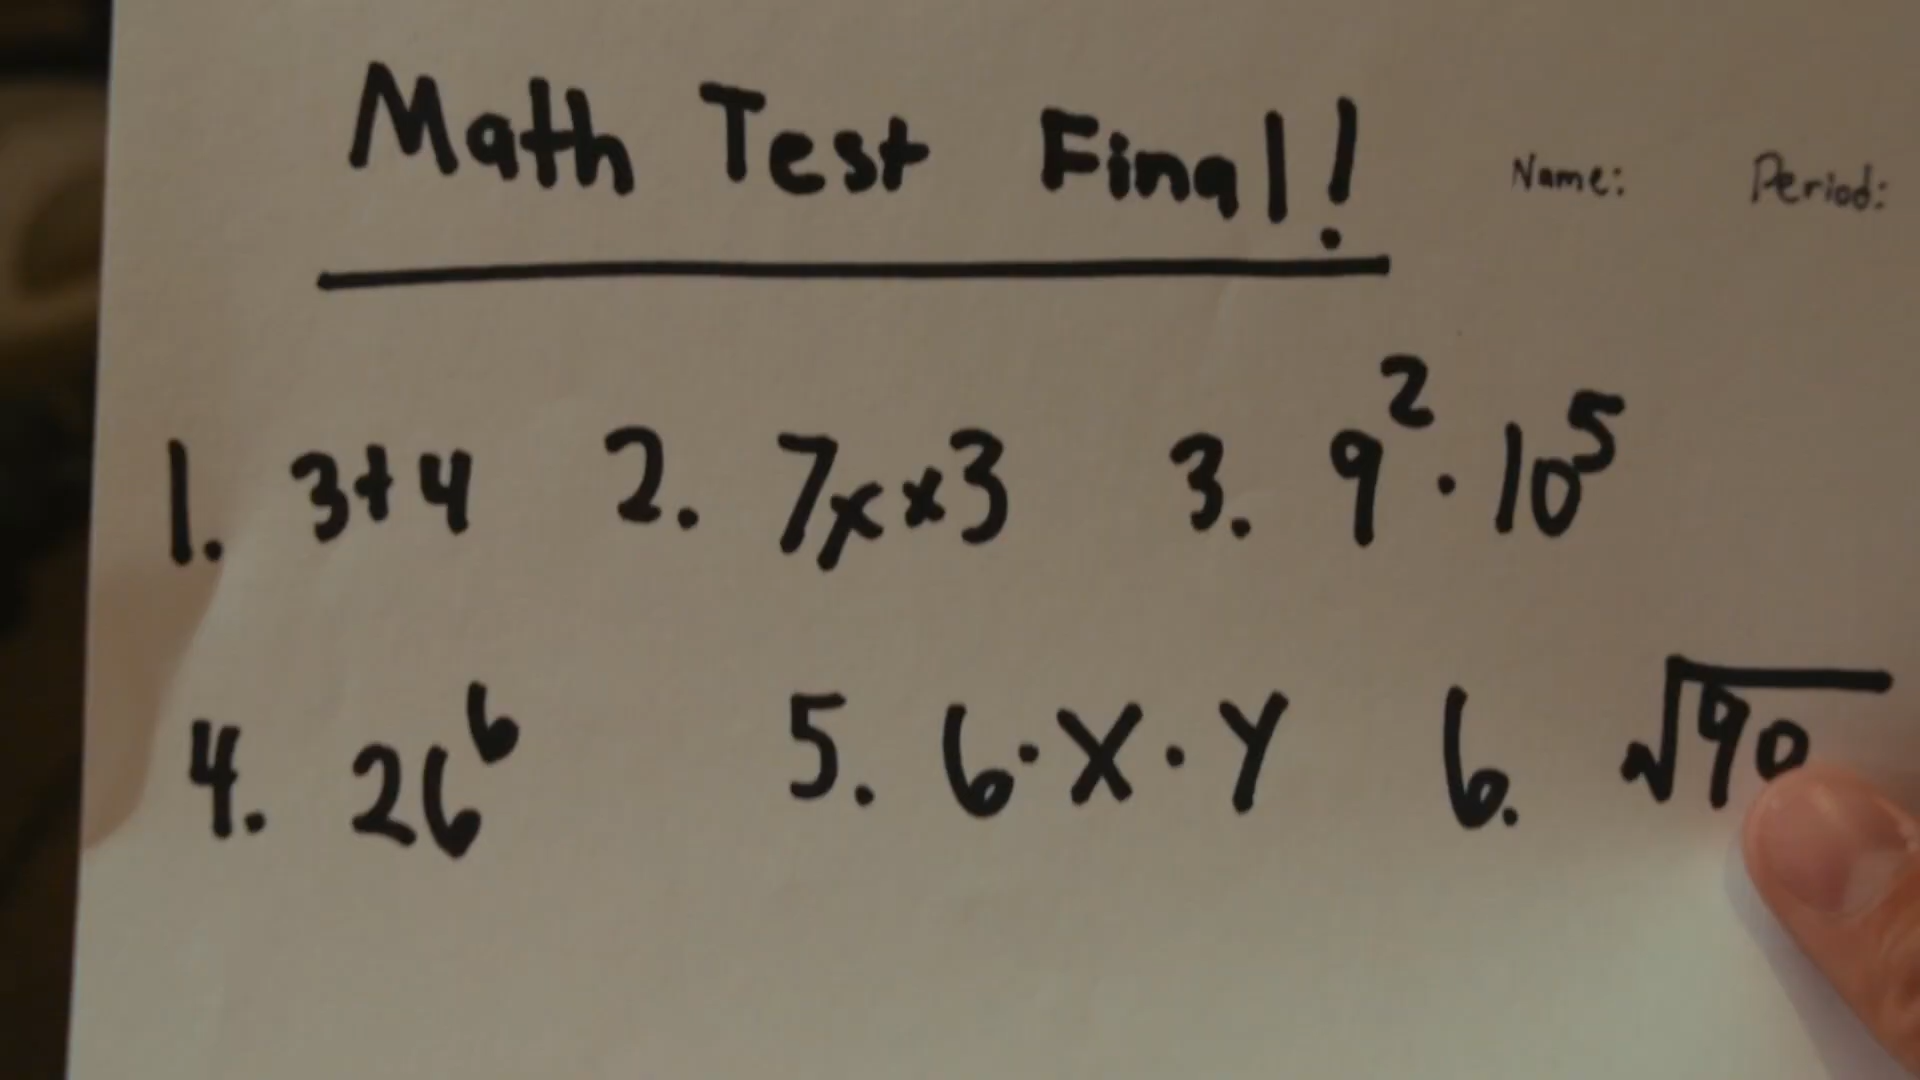 Math Test Final!
Name: Period:
1. 3+4 2. 7x×3 3. 9²·10⁵
4. 26⁶ 5. 6·X·Y 6. √90